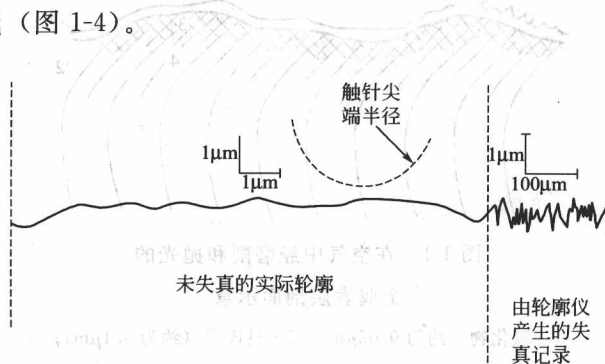 （图 1-4）。
触针尖
端半径
1μm
1μm
1μm
100μm
未失真的实际轮廓
由轮廓仪
产生的失
真记录